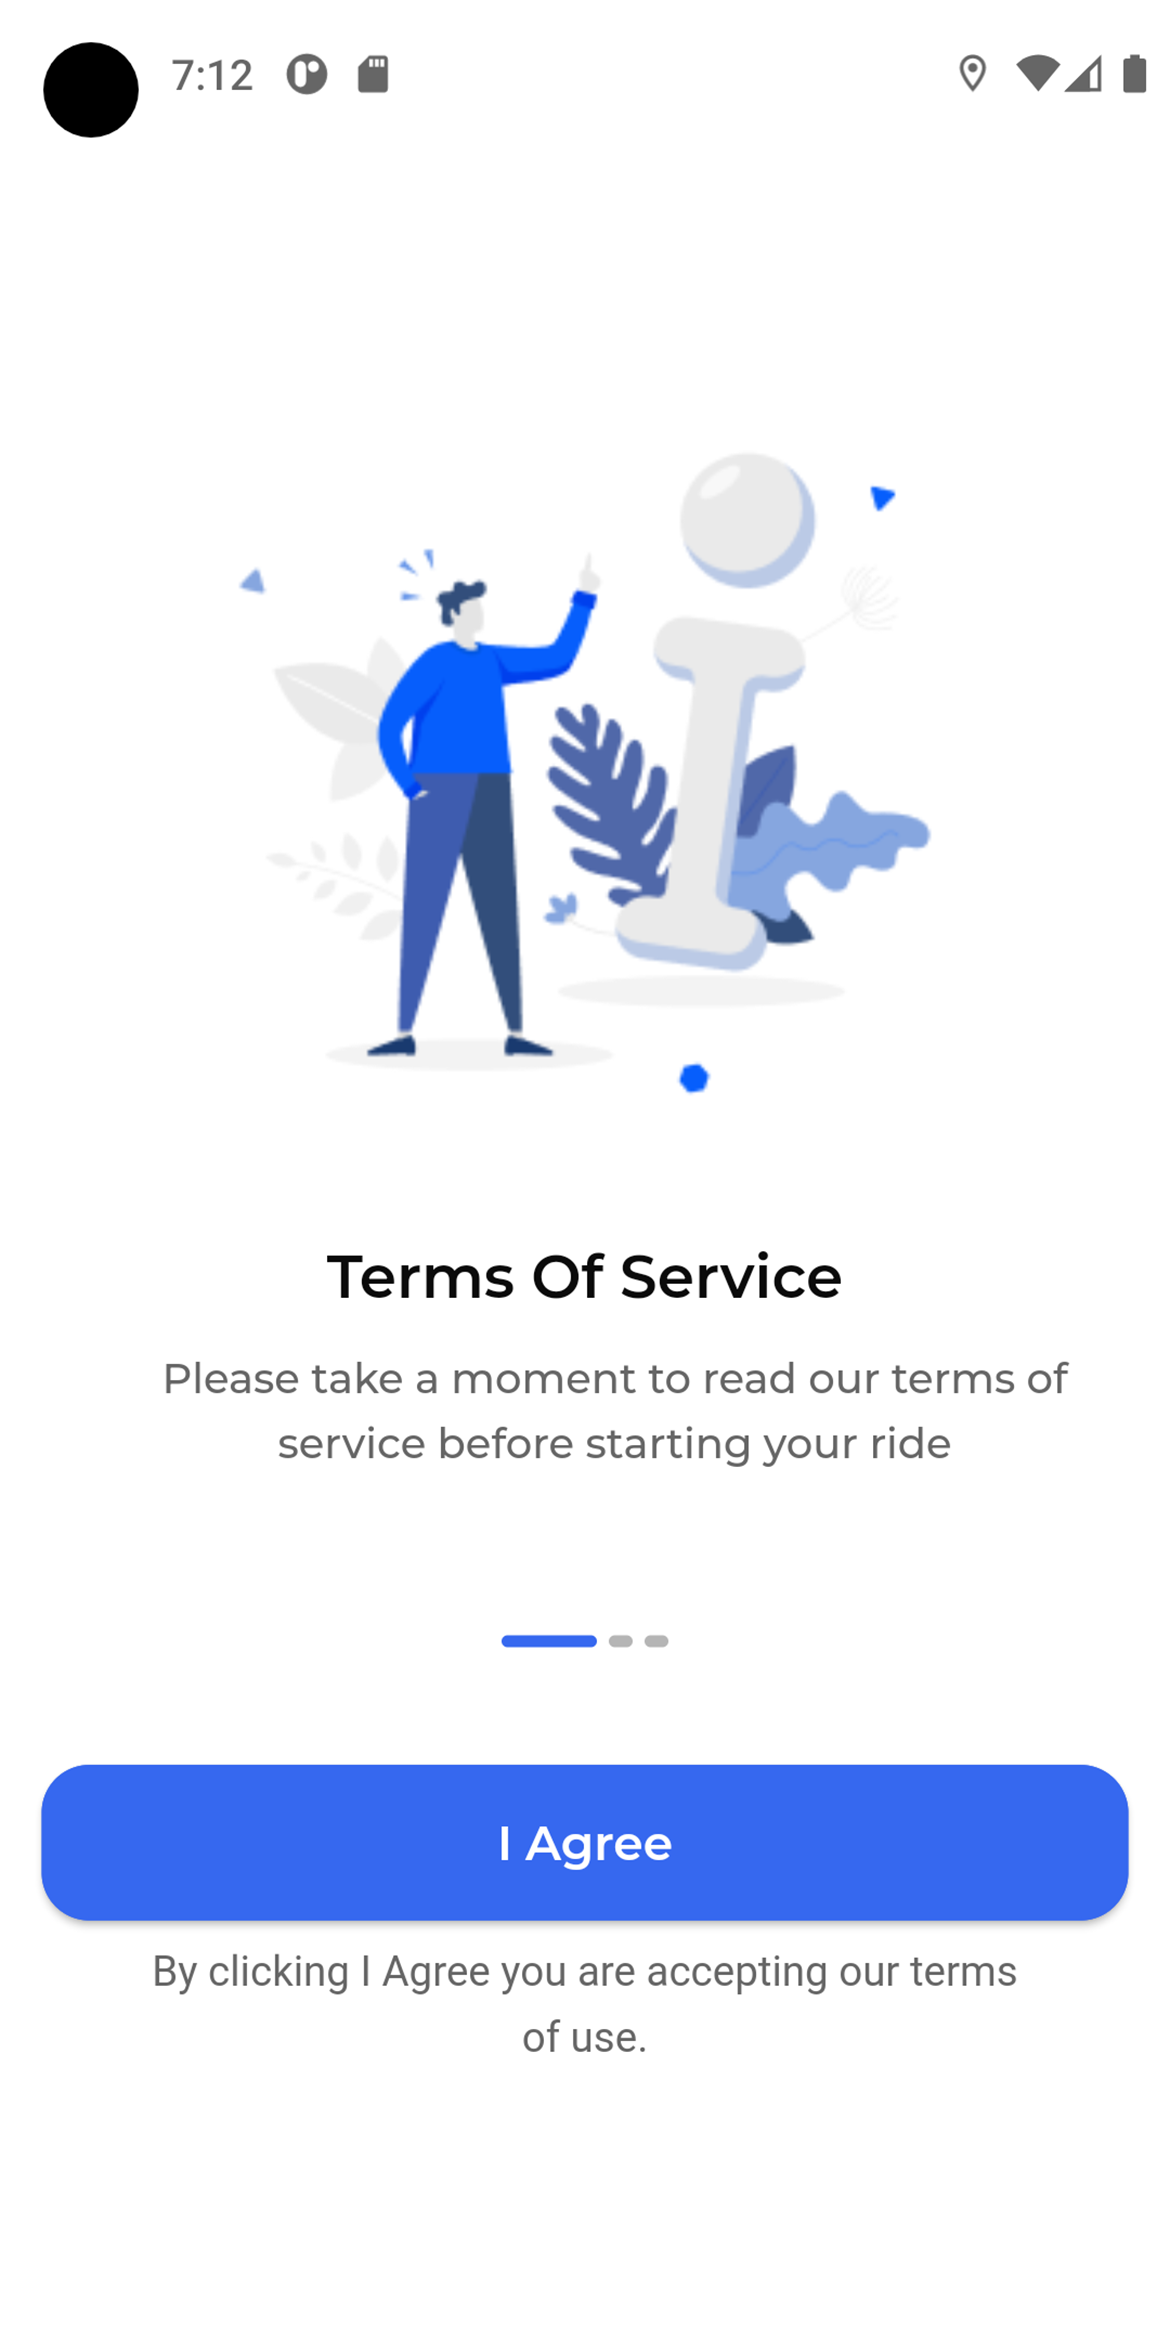 7:12
Terms Of Service
Please take a moment to read our terms of
service before starting your ride
I Agree
By clicking I Agree you are accepting our terms
of use.